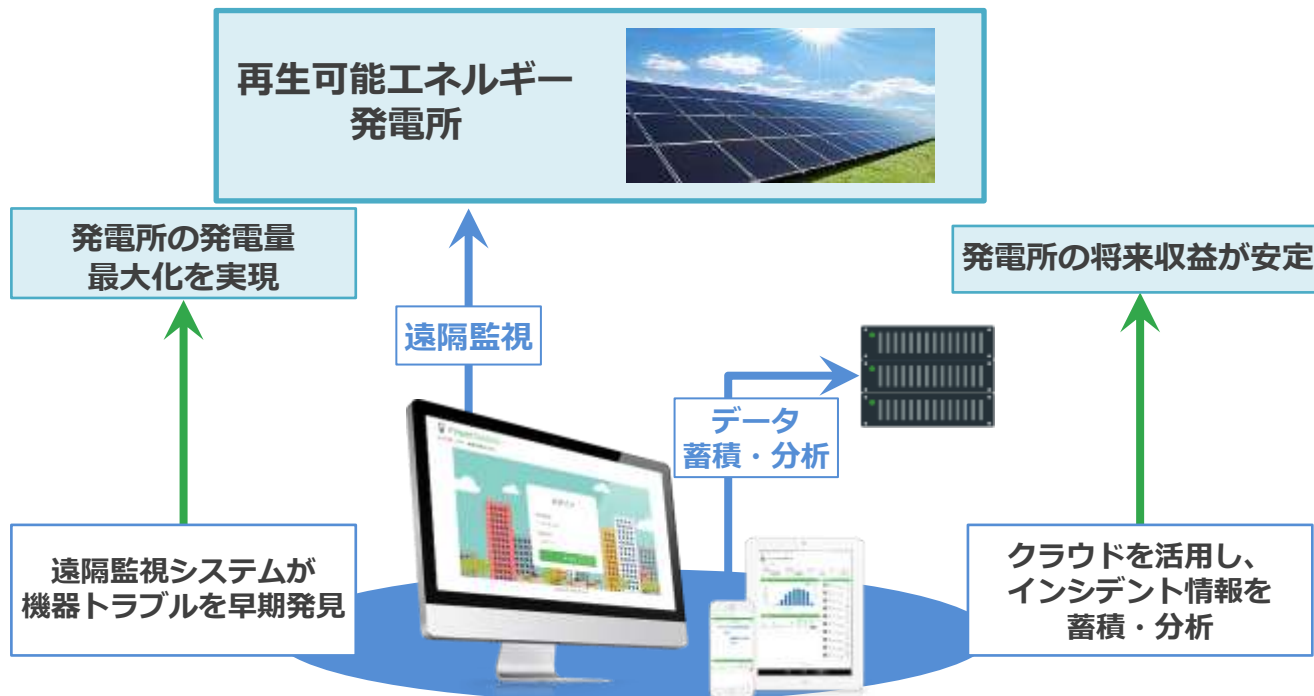 再生可能エネルギー
発電所
発電所の発電量
最大化を実現
発電所の将来収益が安定
遠隔監視
データ
蓄積・分析
遠隔監視システムが
機器トラブルを早期発見
クラウドを活用し、
インシデント情報を
蓄積・分析